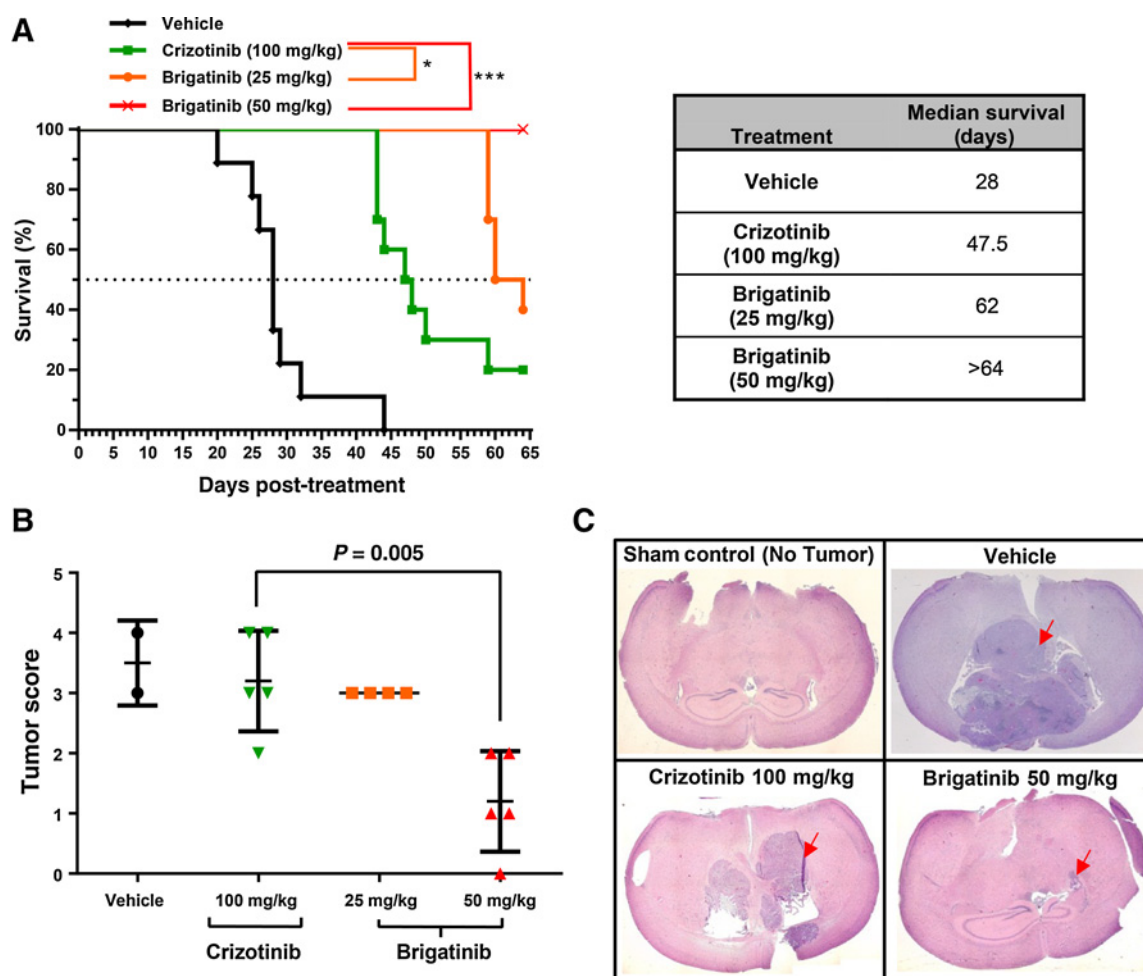 A
Vehicle
Crizotinib (100 mg/kg)
Brigatinib (25 mg/kg)
Brigatinib (50 mg/kg)
*
***
100
80
60
40
20
0
Survival (%)
0 5 10 15 20 25 30 35 40 45 50 55 60 65
Days post-treatment
Treatment
Median survival
(days)
Vehicle
28
Crizotinib
(100 mg/kg)
47.5
Brigatinib
(25 mg/kg)
62
Brigatinib
(50 mg/kg)
>64
B
P = 0.005
5
4
3
2
1
0
Tumor score
Vehicle 100 mg/kg 25 mg/kg 50 mg/kg
Crizotinib Brigatinib
C
Sham control (No Tumor)
Vehicle
Crizotinib 100 mg/kg
Brigatinib 50 mg/kg